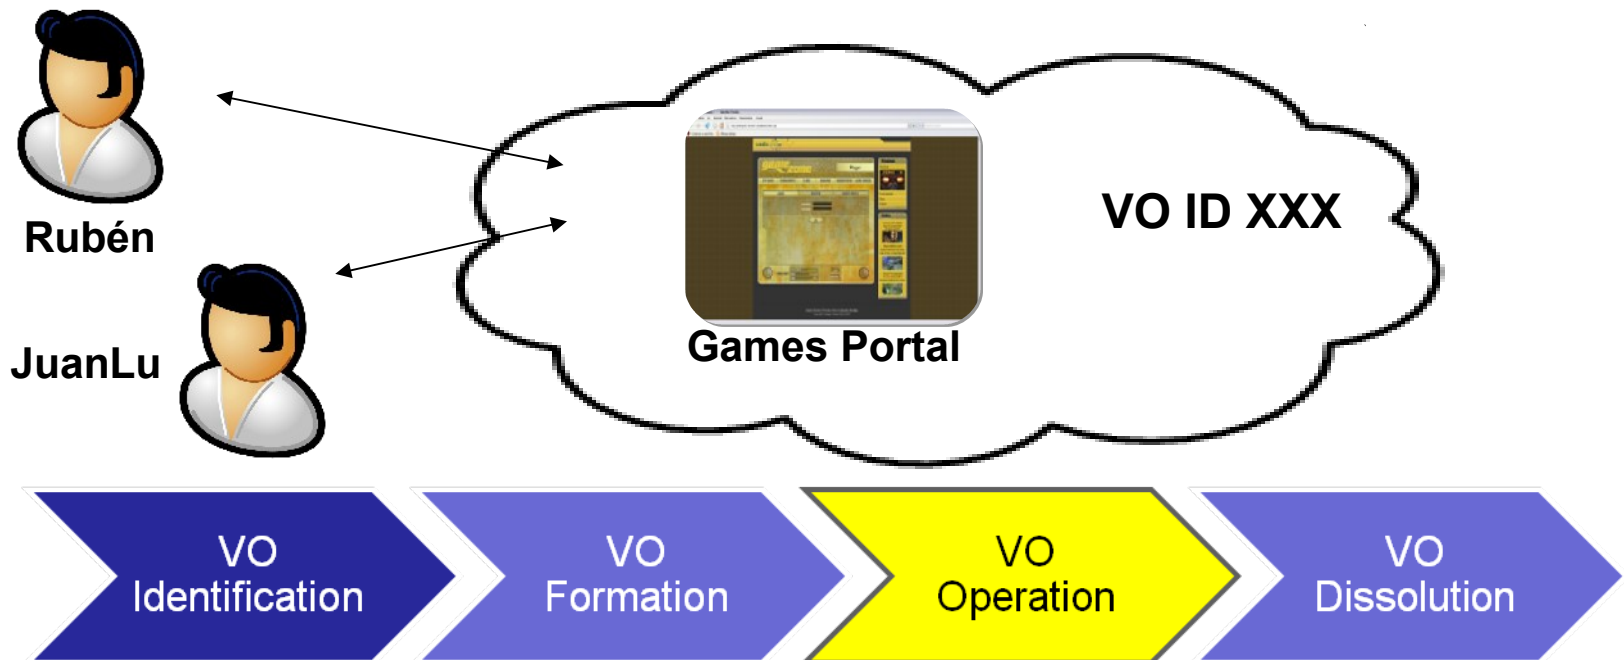 Rubén
JuanLu
VO ID XXX
Games Portal
VO
Identification
VO
Formation
VO
Operation
VO
Dissolution